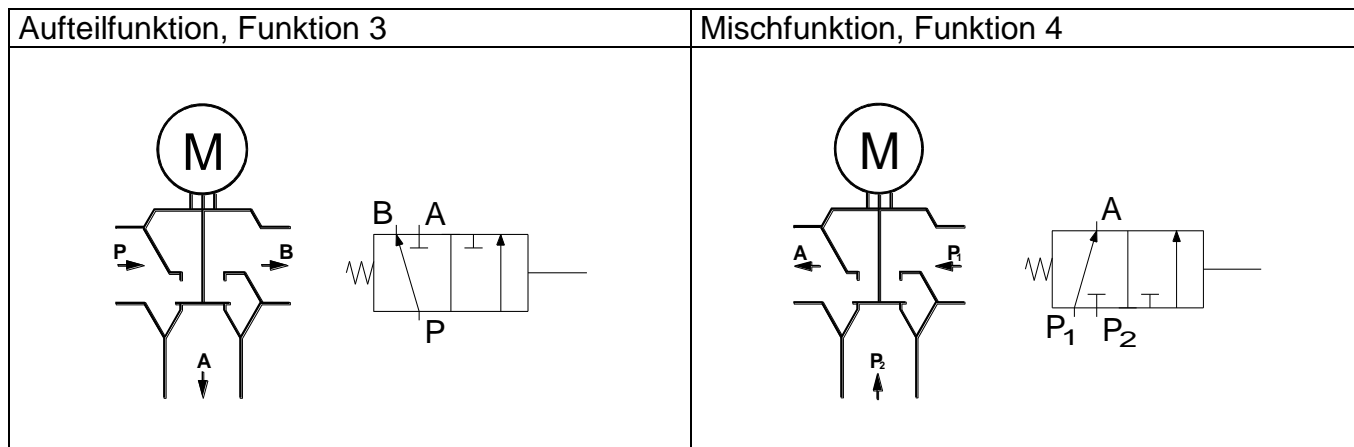 Aufteilfunktion, Funktion 3
M
B A
P B
P
A
Mischfunktion, Funktion 4
M
A
A P₁
P₁ P₂
P₂